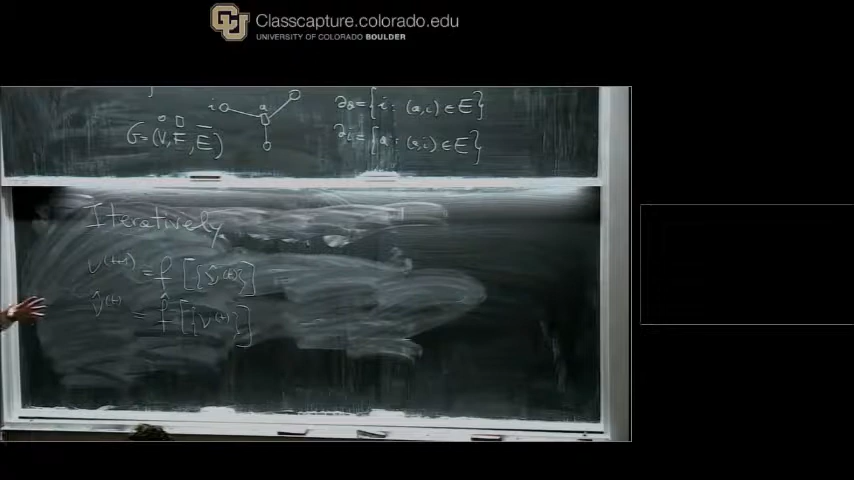 Classcapture.colorado.edu
UNIVERSITY OF COLORADO BOULDER
i a
∂a = { i : (a,i) ∈ E }
G = (V, F, E)
∂i = { a : (a,i) ∈ E }
Iteratively
ν^(t+1) = f [ { ν̂^(t) } ]
ν̂^(t) = f̂ [ { ν^(t) } ]